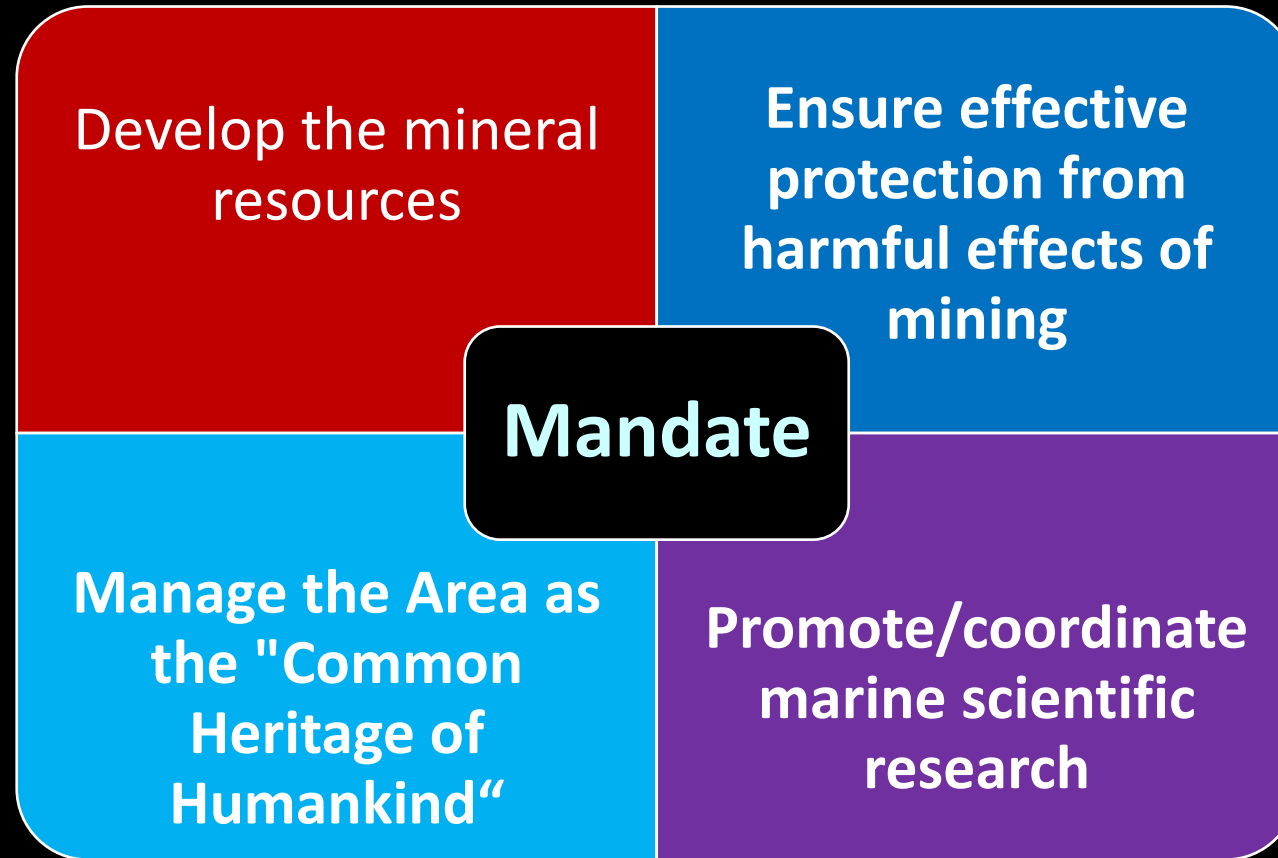 Develop the mineral
resources
Ensure effective
protection from
harmful effects of
mining
Mandate
Manage the Area as
the "Common
Heritage of
Humankind“
Promote/coordinate
marine scientific
research